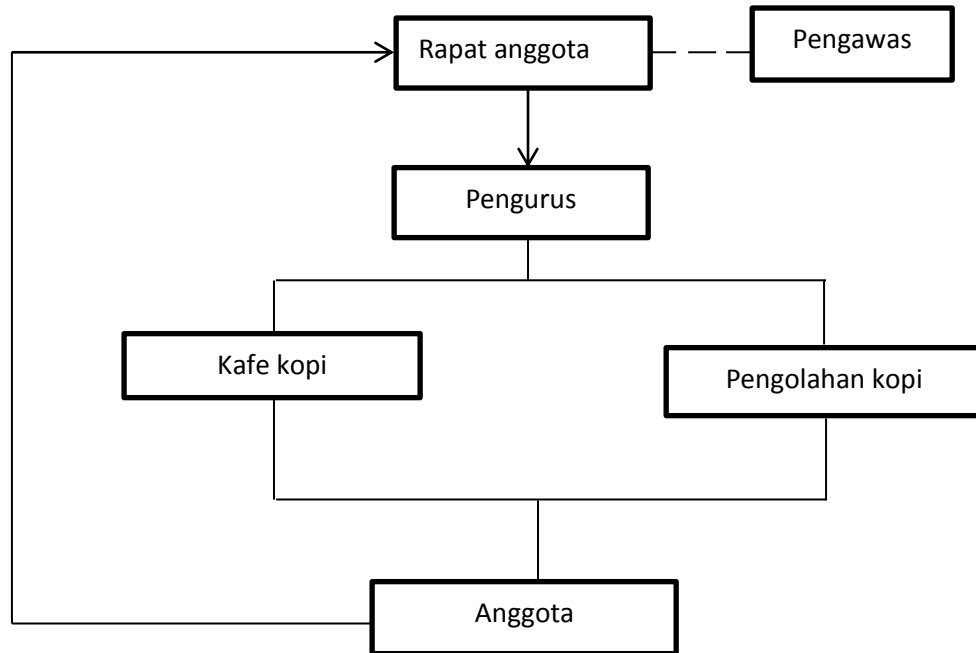 Rapat anggota
Pengawas
Pengurus
Kafe kopi
Pengolahan kopi
Anggota